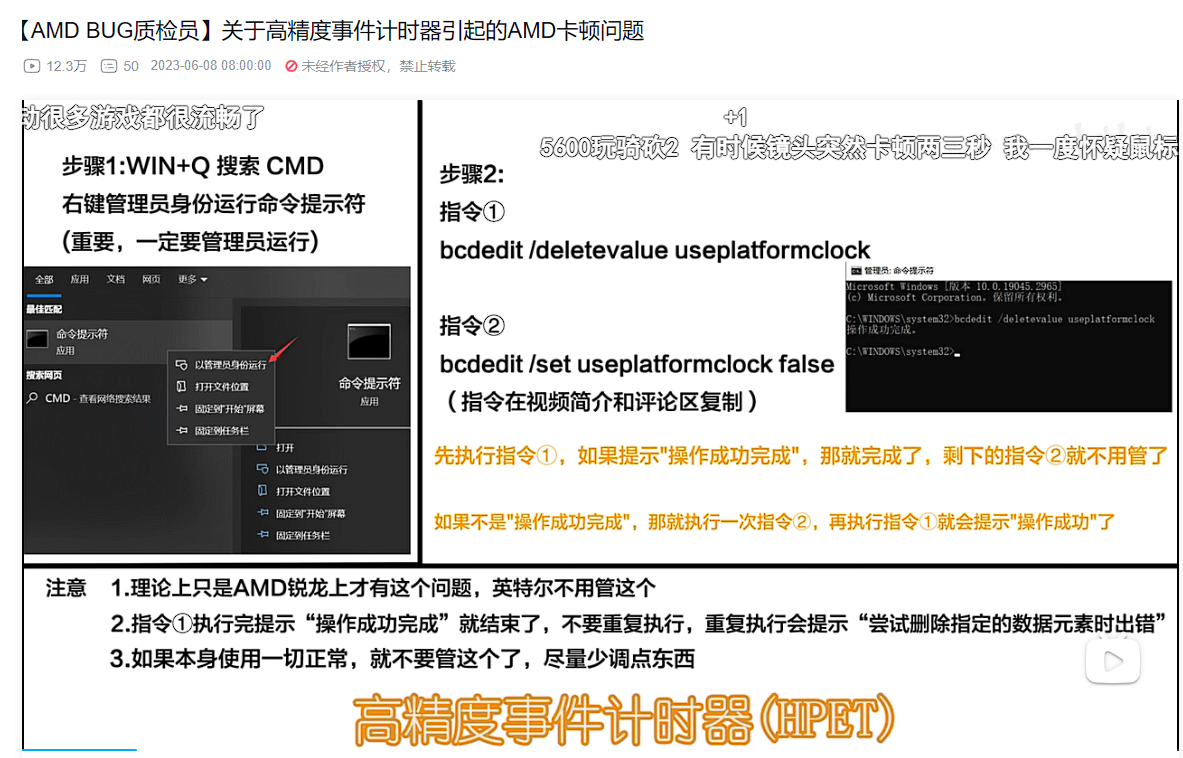 【AMD BUG质检员】关于高精度事件计时器引起的AMD卡顿问题
12.3万 50 2023-06-08 08:00:00 未经作者授权，禁止转载
动很多游戏都很流畅了
+1
5600玩骑砍2 有时候镜头突然卡顿两三秒 我一度怀疑鼠标
步骤1:WIN+Q 搜索 CMD
右键管理员身份运行命令提示符
(重要，一定要管理员运行)
全部 应用 文档 网页 更多
最佳匹配
命令提示符
应用
搜索网页
CMD - 查看网络搜索结果
以管理员身份运行
打开文件位置
固定到"开始"屏幕
固定到任务栏
命令提示符
应用
打开
以管理员身份运行
打开文件位置
固定到"开始"屏幕
固定到任务栏
步骤2:
指令①
bcdedit /deletevalue useplatformclock
指令②
bcdedit /set useplatformclock false
（指令在视频简介和评论区复制）
管理员: 命令提示符
Microsoft Windows [版本 10.0.19045.2965]
(c) Microsoft Corporation。保留所有权利。
C:\WINDOWS\system32>bcdedit /deletevalue useplatformclock
操作成功完成。
C:\WINDOWS\system32>
先执行指令①，如果提示"操作成功完成"，那就完成了，剩下的指令②就不用管了
如果不是"操作成功完成"，那就执行一次指令②，再执行指令①就会提示"操作成功"了
注意 1.理论上只是AMD锐龙上才有这个问题，英特尔不用管这个
2.指令①执行完提示“操作成功完成”就结束了，不要重复执行，重复执行会提示“尝试删除指定的数据元素时出错”
3.如果本身使用一切正常，就不要管这个了，尽量少调点东西
高精度事件计时器(HPET)